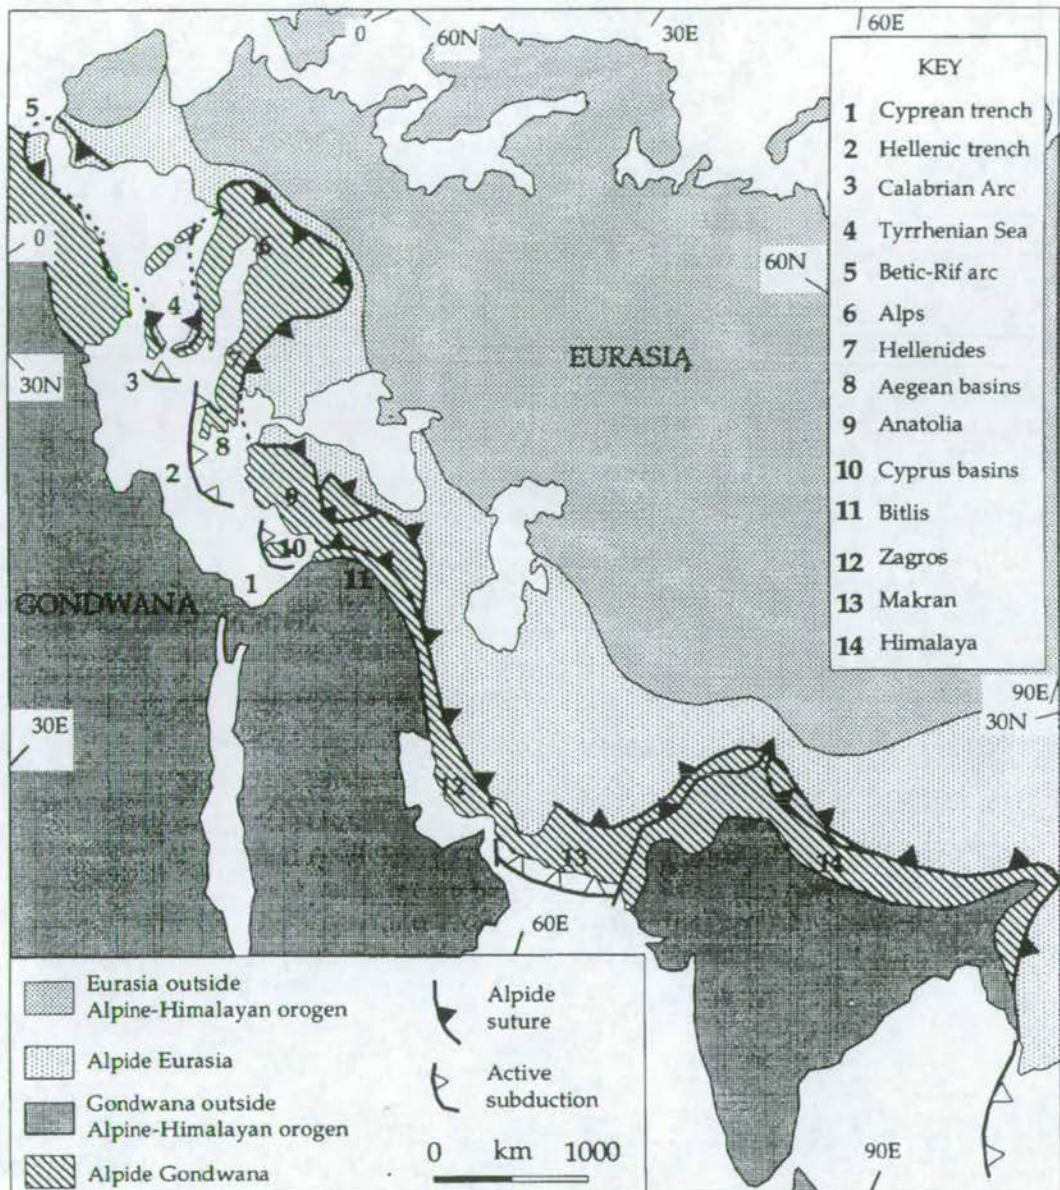 0
60N
30E
60E
KEY
1 Cyprean trench
2 Hellenic trench
3 Calabrian Arc
4 Tyrrhenian Sea
5 Betic-Rif arc
6 Alps
7 Hellenides
8 Aegean basins
9 Anatolia
10 Cyprus basins
11 Bitlis
12 Zagros
13 Makran
14 Himalaya
5
0
6
60N
4
EURASIA
30N
3
8
2
9
10
1
11
GONDWANA
90E
30N
30E
12
13
14
60E
Eurasia outside
Alpine-Himalayan orogen
Alpide Eurasia
Gondwana outside
Alpine-Himalayan orogen
Alpide Gondwana
Alpide
suture
Active
subduction
0 km 1000
90E